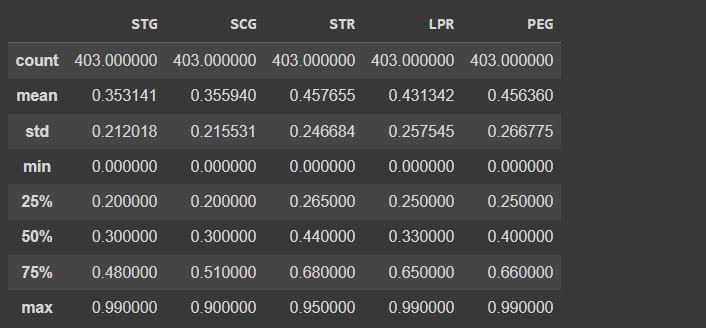 STG SCG STR LPR PEG
count 403.000000 403.000000 403.000000 403.000000 403.000000
mean 0.353141 0.355940 0.457655 0.431342 0.456360
std 0.212018 0.215531 0.246684 0.257545 0.266775
min 0.000000 0.000000 0.000000 0.000000 0.000000
25% 0.200000 0.200000 0.265000 0.250000 0.250000
50% 0.300000 0.300000 0.440000 0.330000 0.400000
75% 0.480000 0.510000 0.680000 0.650000 0.660000
max 0.990000 0.900000 0.950000 0.990000 0.990000